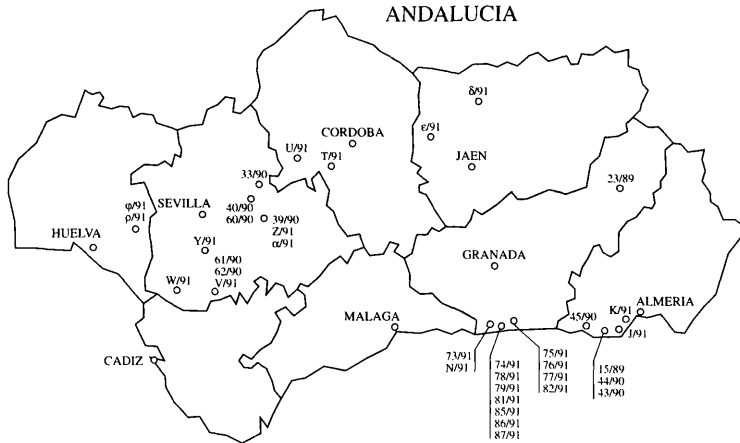 ANDALUCIA
δ/91
ε/91
CORDOBA
U/91
T/91
JAEN
33/90
23/89
40/90
60/90
SEVILLA
φ/91
ρ/91
39/90
Z/91
α/91
HUELVA
Y/91
61/90
62/90
V/91
W/91
GRANADA
MALAGA
45/90
K/91
ALMERIA
J/91
CADIZ
73/91
N/91
74/91
78/91
79/91
81/91
85/91
86/91
87/91
75/91
76/91
77/91
82/91
15/89
44/90
43/90